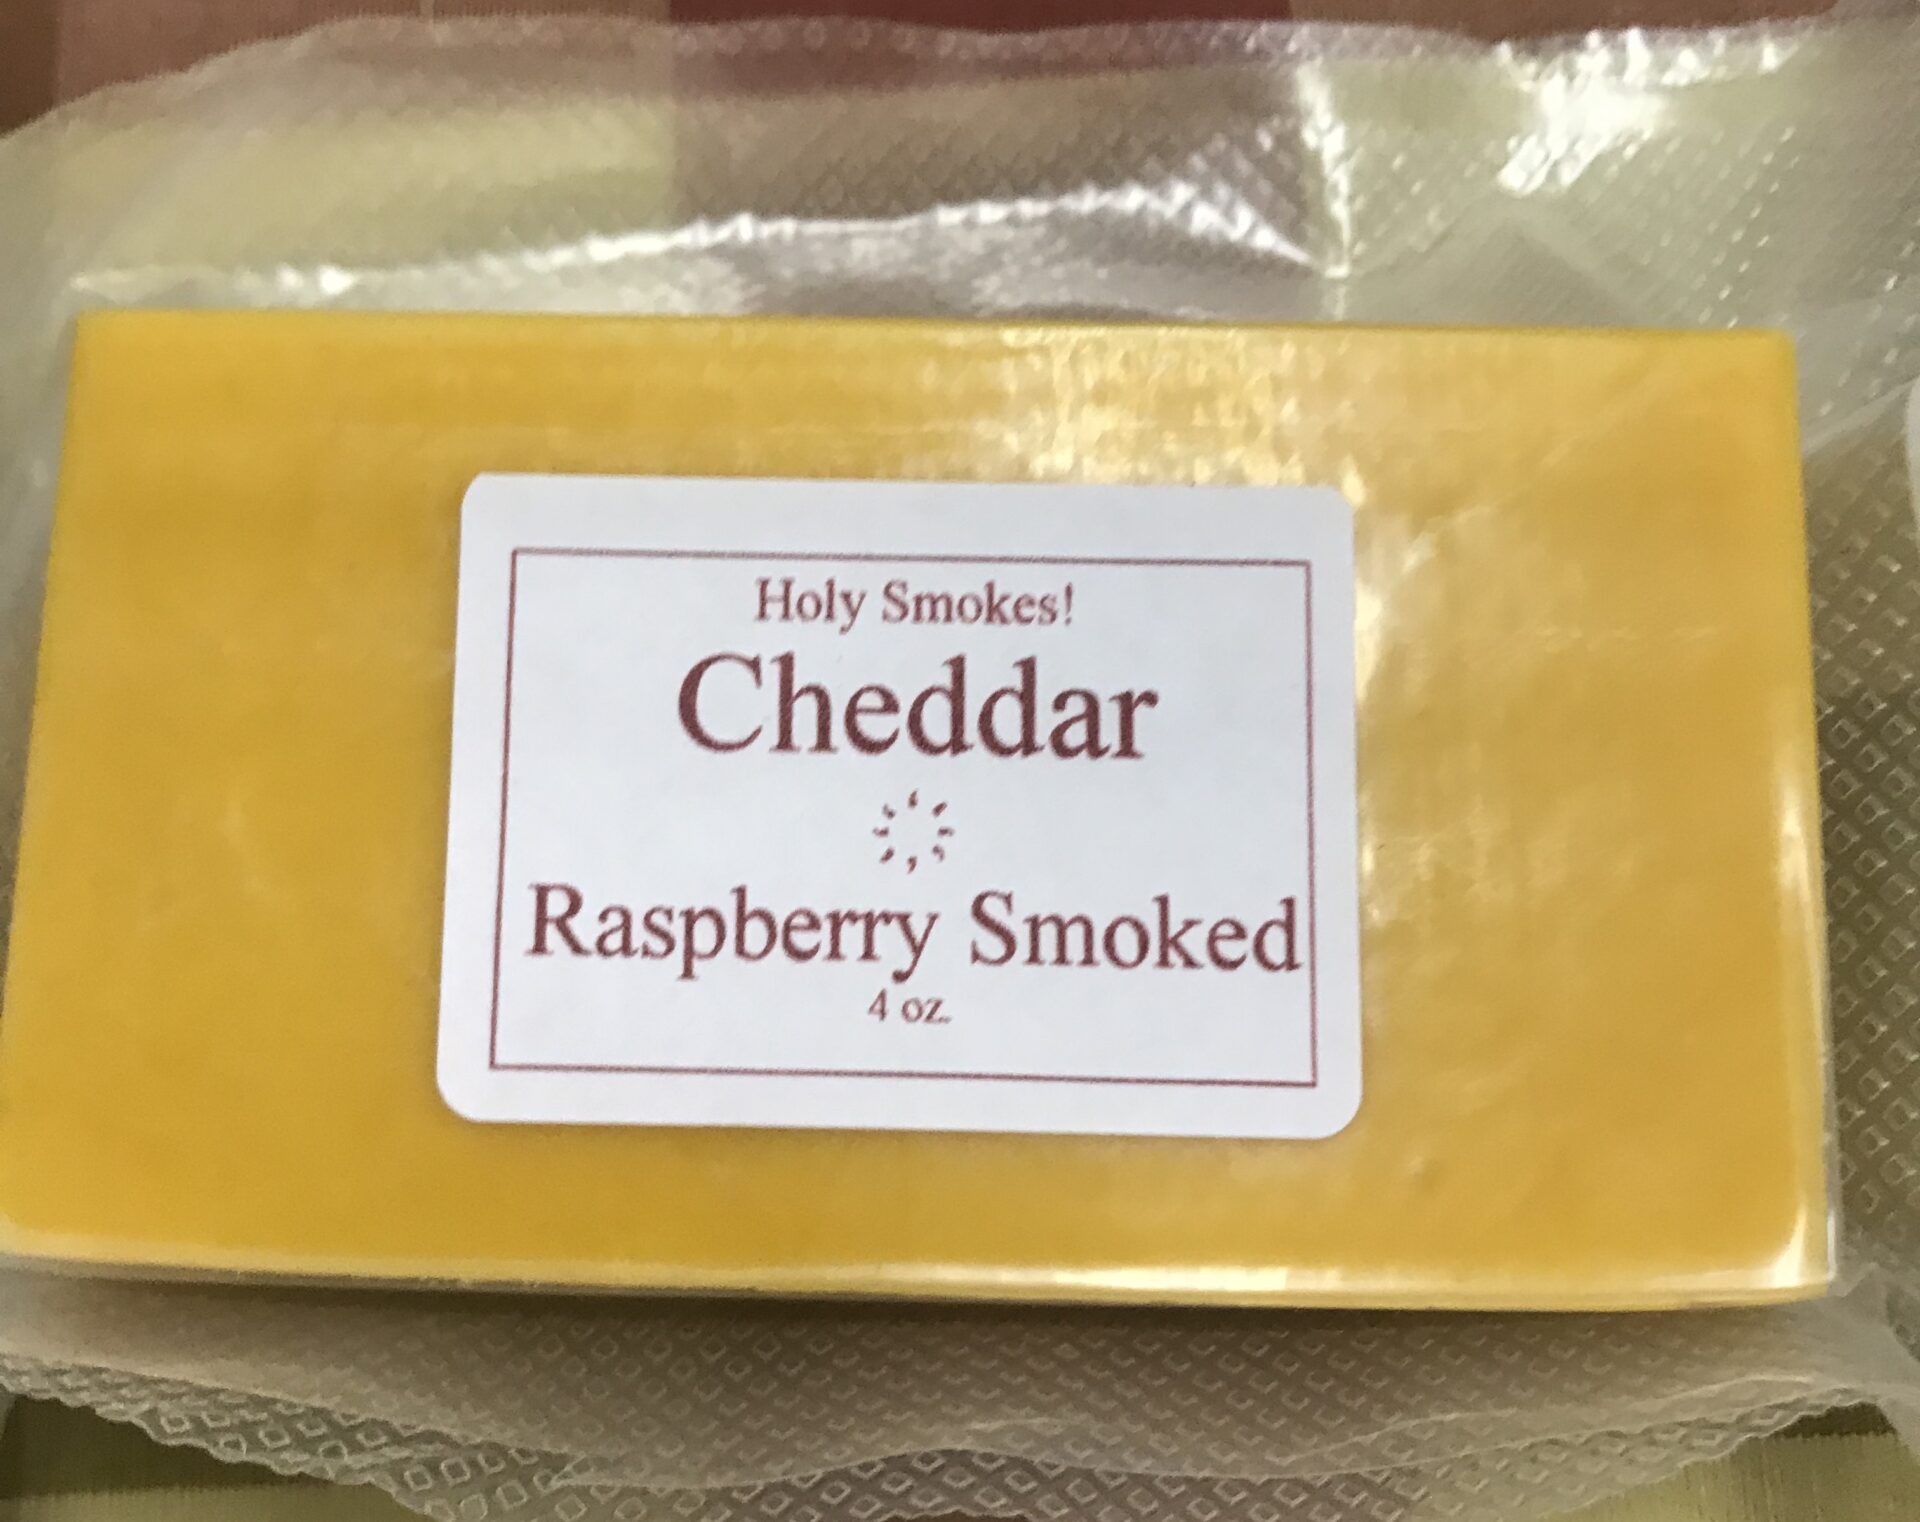 Holy Smokes!
Cheddar
Raspberry Smoked
4 oz.